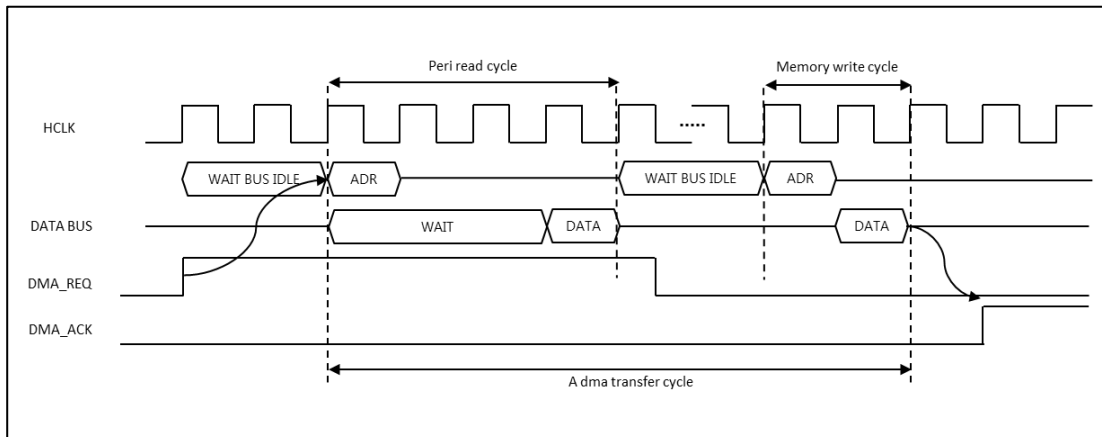 Peri read cycle
Memory write cycle
HCLK
.....
WAIT BUS IDLE
ADR
WAIT BUS IDLE
ADR
DATA BUS
WAIT
DATA
DATA
DMA_REQ
DMA_ACK
A dma transfer cycle